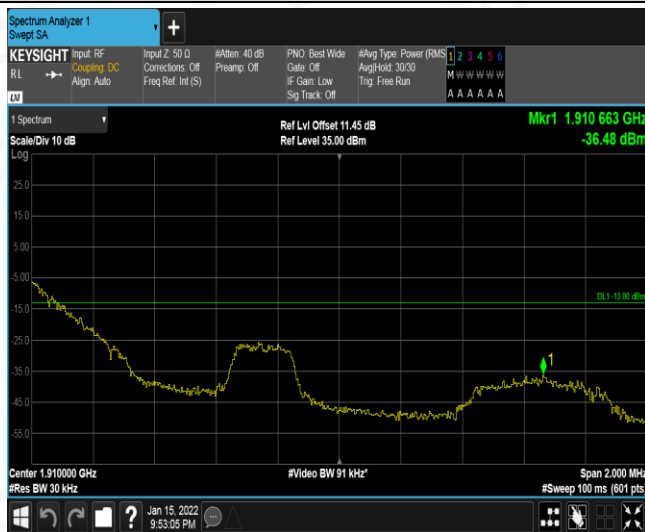 Spectrum Analyzer 1
Swept SA
+
KEYSIGHT
RL
LXI
Input: RF
Coupling: DC
Align: Auto
Input Z: 50 Ω
Corrections: Off
Freq Ref: Int (S)
#Atten: 40 dB
Preamp: Off
PNO: Best Wide
Gate: Off
IF Gain: Low
Sig Track: Off
#Avg Type: Power (RMS
Avg|Hold: 30/30
Trig: Free Run
1 2 3 4 5 6
M W W W W W
A A A A A A
1 Spectrum
Scale/Div 10 dB
Ref Lvl Offset 11.45 dB
Ref Level 35.00 dBm
Mkr1 1.910 663 GHz
-36.48 dBm
Log
25.0
15.0
5.00
-5.00
DL1 -13.00 dBm
-15.0
-25.0
-35.0
1
-45.0
-55.0
Center 1.910000 GHz
#Video BW 91 kHz*
Span 2.000 MHz
#Res BW 30 kHz
#Sweep 100 ms (601 pts)
?
Jan 15, 2022
9:53:05 PM